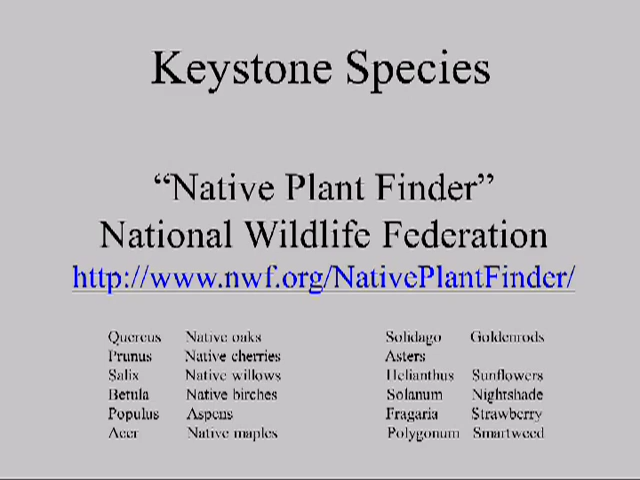 Keystone Species
“Native Plant Finder”
National Wildlife Federation
http://www.nwf.org/NativePlantFinder/
Quercus Native oaks
Prunus Native cherries
Salix Native willows
Betula Native birches
Populus Aspens
Acer Native maples
Solidago Goldenrods
Asters
Helianthus Sunflowers
Solanum Nightshade
Fragaria Strawberry
Polygonum Smartweed